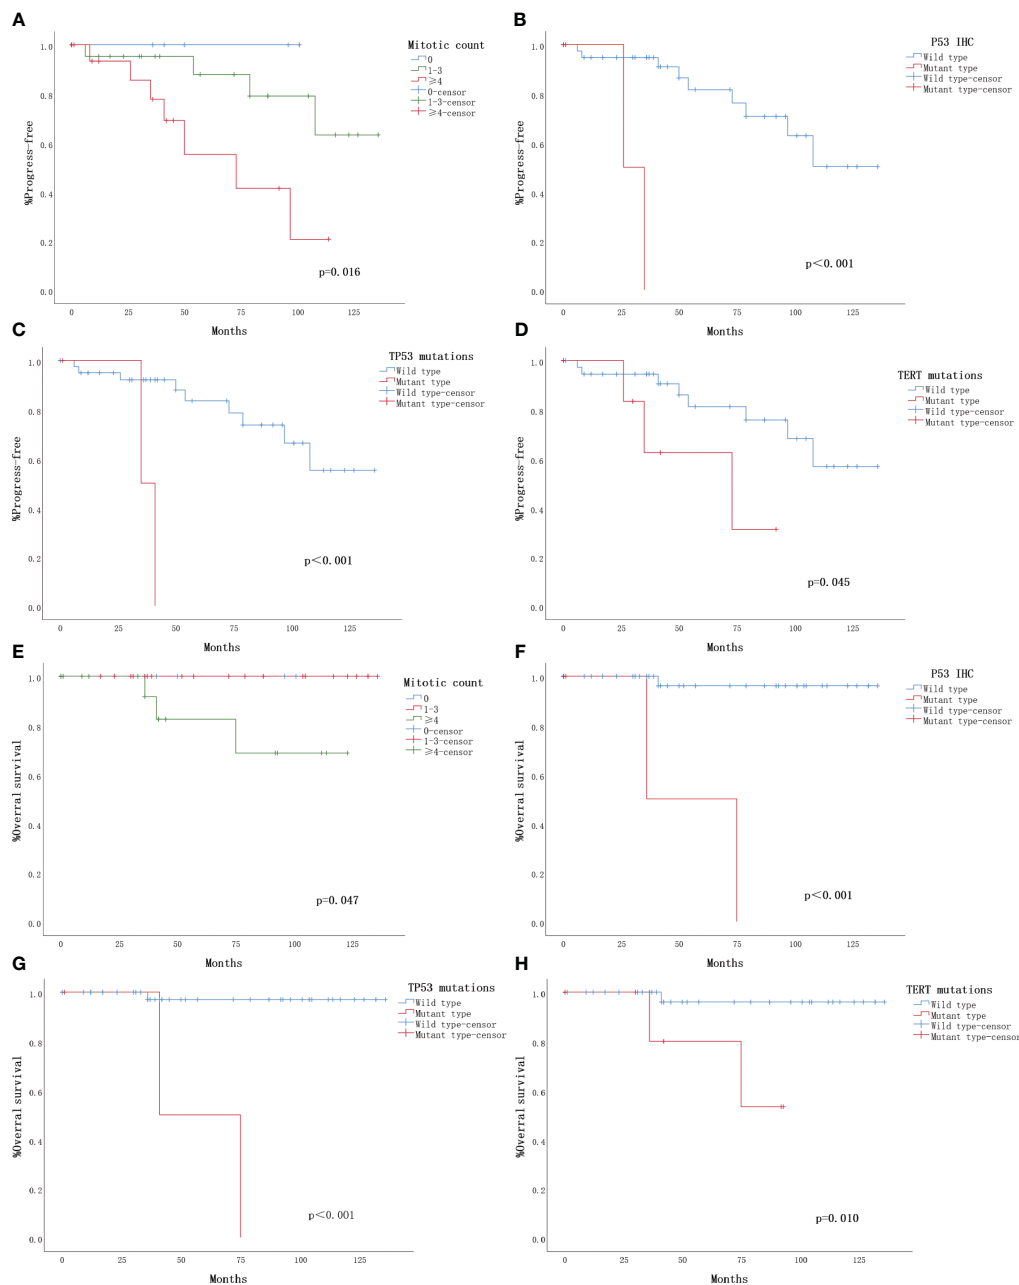 A
Mitotic count
0
1-3
≥4
0-censor
1-3-censor
≥4-censor
%Progress-free
1.0
0.8
0.6
0.4
0.2
0.0
p=0.016
0 25 50 75 100 125
Months
B
P53 IHC
Wild type
Mutant type
Wild type-censor
Mutant type-censor
%Progress-free
1.0
0.8
0.6
0.4
0.2
0.0
p<0.001
0 25 50 75 100 125
Months
C
TP53 mutations
Wild type
Mutant type
Wild type-censor
Mutant type-censor
%Progress-free
1.0
0.8
0.6
0.4
0.2
0.0
p<0.001
0 25 50 75 100 125
Months
D
TERT mutations
Wild type
Mutant type
Wild type-censor
Mutant type-censor
%Progress-free
1.0
0.8
0.6
0.4
0.2
0.0
p=0.045
0 25 50 75 100 125
Months
E
Mitotic count
0
1-3
≥4
0-censor
1-3-censor
≥4-censor
%Overral survival
1.0
0.8
0.6
0.4
0.2
0.0
p=0.047
0 25 50 75 100 125
Months
F
P53 IHC
Wild type
Mutant type
Wild type-censor
Mutant type-censor
%Overral survival
1.0
0.8
0.6
0.4
0.2
0.0
p<0.001
0 25 50 75 100 125
Months
G
TP53 mutations
Wild type
Mutant type
Wild type-censor
Mutant type-censor
%Overral survival
1.0
0.8
0.6
0.4
0.2
0.0
p<0.001
0 25 50 75 100 125
Months
H
TERT mutations
Wild type
Mutant type
Wild type-censor
Mutant type-censor
%Overral survival
1.0
0.8
0.6
0.4
0.2
0.0
p=0.010
0 25 50 75 100 125
Months